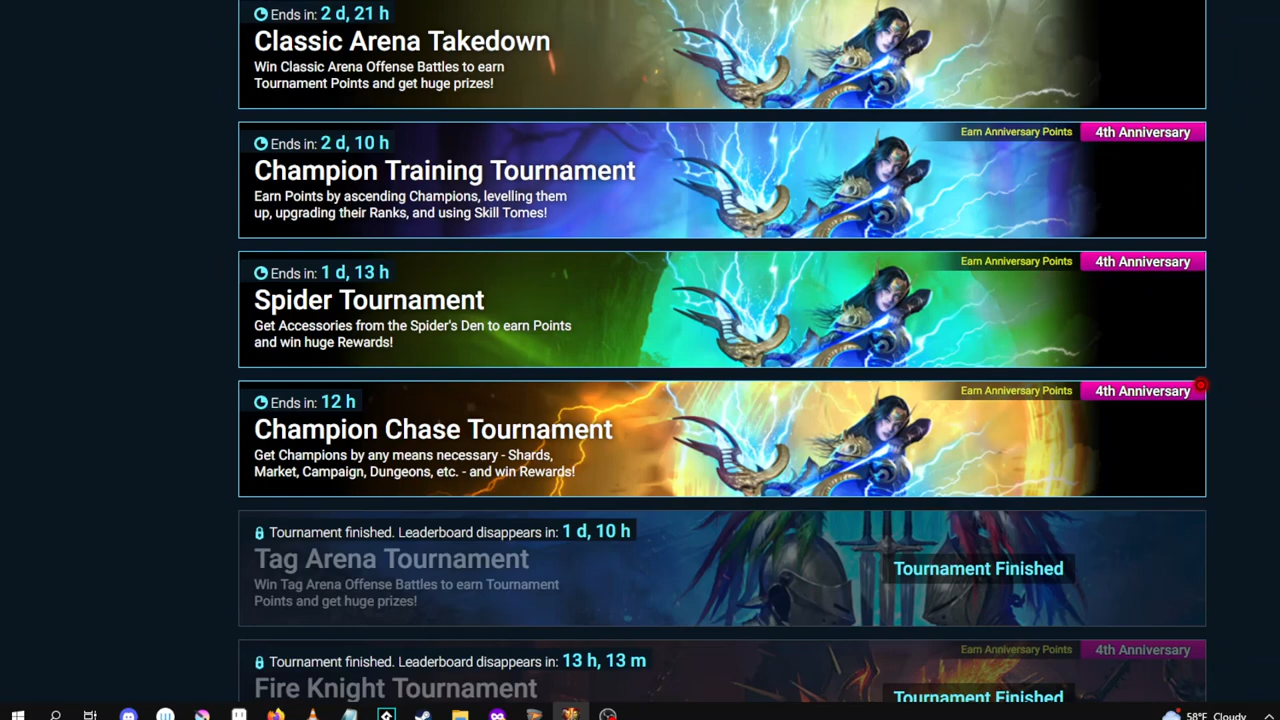 Ends in: 2 d, 21 h
Classic Arena Takedown
Win Classic Arena Offense Battles to earn
Tournament Points and get huge prizes!
Ends in: 2 d, 10 h
Earn Anniversary Points
4th Anniversary
Champion Training Tournament
Earn Points by ascending Champions, levelling them
up, upgrading their Ranks, and using Skill Tomes!
Ends in: 1 d, 13 h
Earn Anniversary Points
4th Anniversary
Spider Tournament
Get Accessories from the Spider's Den to earn Points
and win huge Rewards!
Ends in: 12 h
Earn Anniversary Points
4th Anniversary
Champion Chase Tournament
Get Champions by any means necessary - Shards,
Market, Campaign, Dungeons, etc. - and win Rewards!
Tournament finished. Leaderboard disappears in: 1 d, 10 h
Tag Arena Tournament
Tournament Finished
Win Tag Arena Offense Battles to earn Tournament
Points and get huge prizes!
Tournament finished. Leaderboard disappears in: 13 h, 13 m
Earn Anniversary Points
4th Anniversary
Fire Knight Tournament
Tournament Finished
58°F Cloudy